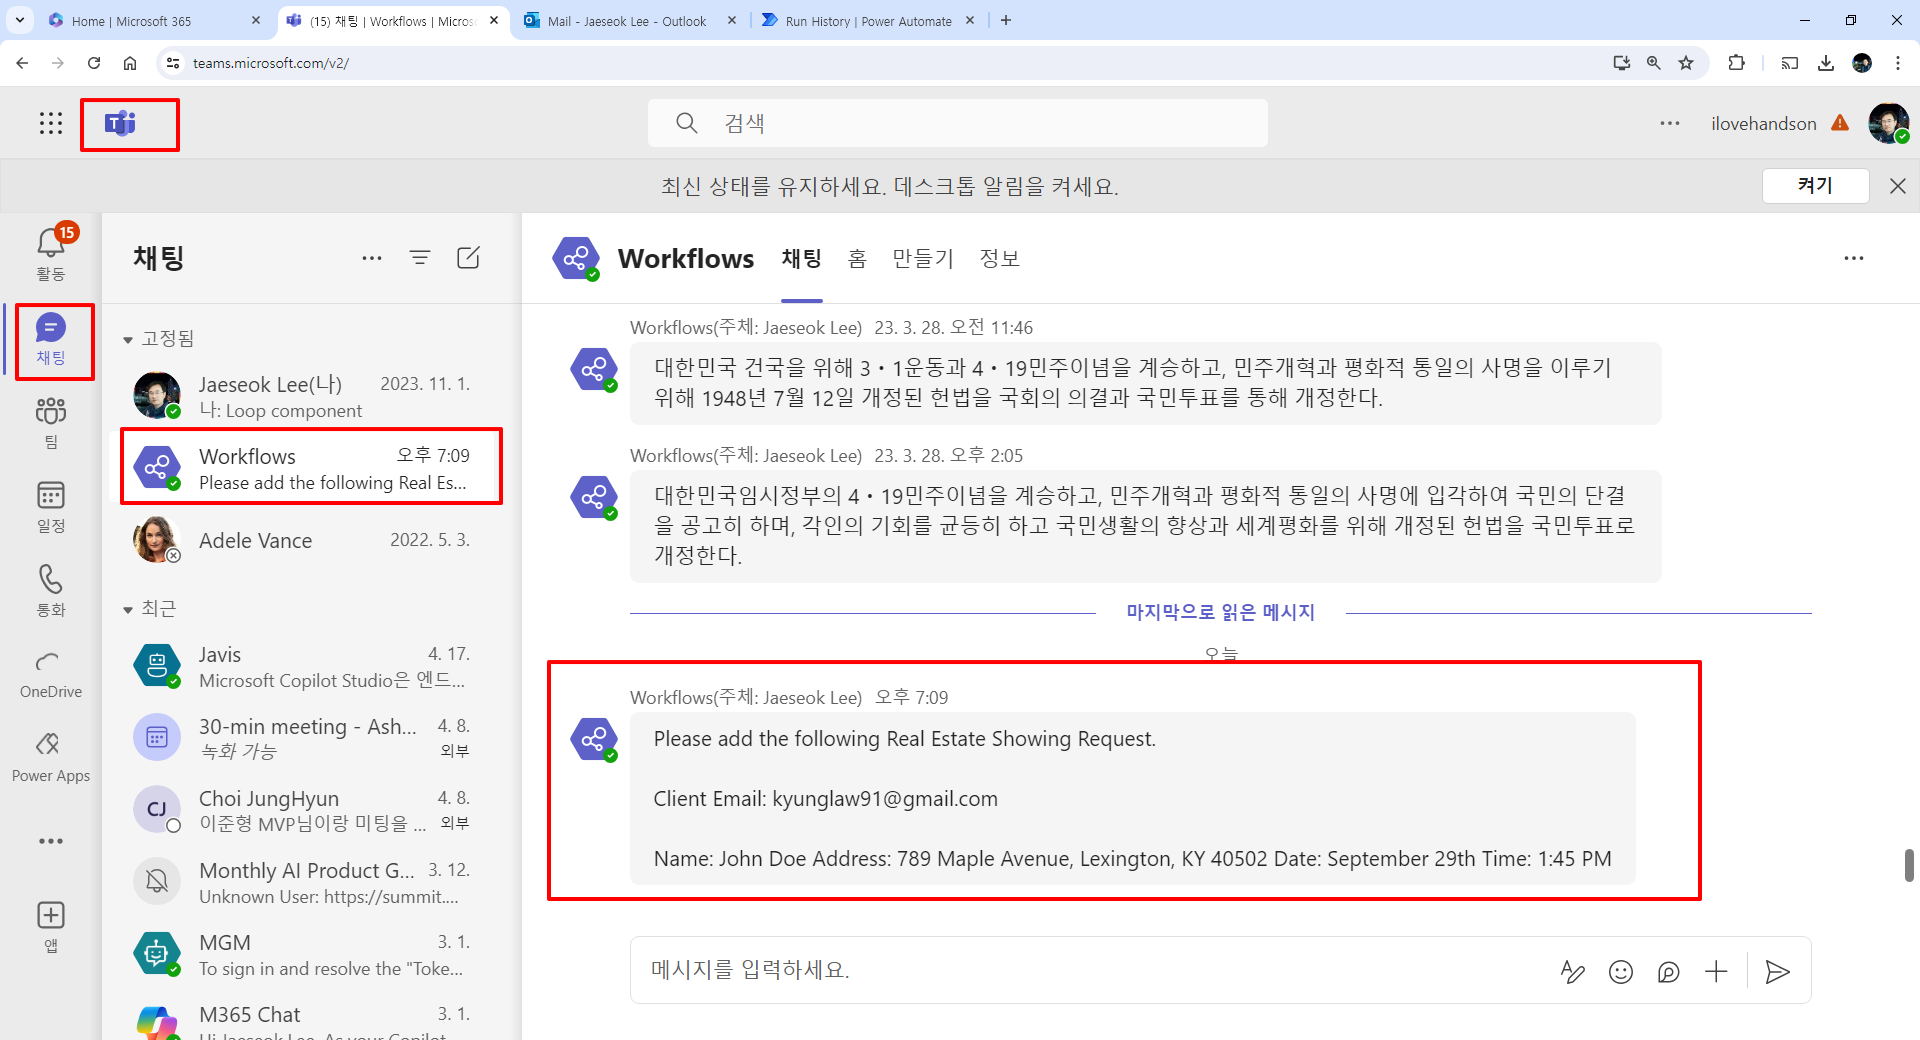 Home | Microsoft 365
(15) 채팅 | Workflows | Micros
Mail - Jaeseok Lee - Outlook
Run History | Power Automate
teams.microsoft.com/v2/
검색
ilovehandson
최신 상태를 유지하세요. 데스크톱 알림을 켜세요.
켜기
15
활동
채팅
팀
일정
통화
OneDrive
Power Apps
앱
채팅
고정됨
Jaeseok Lee(나) 2023. 11. 1.
나: Loop component
Workflows 오후 7:09
Please add the following Real Es...
Adele Vance 2022. 5. 3.
최근
Javis 4. 17.
Microsoft Copilot Studio은 엔드...
30-min meeting - Ash... 4. 8.
녹화 가능 외부
CJ
Choi JungHyun 4. 8.
이준형 MVP님이랑 미팅을 ... 외부
Monthly AI Product G... 3. 12.
Unknown User: https://summit....
MGM 3. 1.
To sign in and resolve the "Toke...
M365 Chat 3. 1.
Hi Jaeseok Lee. As your Copilot
Workflows 채팅 홈 만들기 정보
Workflows(주체: Jaeseok Lee) 23. 3. 28. 오전 11:46
대한민국 건국을 위해 3・1운동과 4・19민주이념을 계승하고, 민주개혁과 평화적 통일의 사명을 이루기
위해 1948년 7월 12일 개정된 헌법을 국회의 의결과 국민투표를 통해 개정한다.
Workflows(주체: Jaeseok Lee) 23. 3. 28. 오후 2:05
대한민국임시정부의 4・19민주이념을 계승하고, 민주개혁과 평화적 통일의 사명에 입각하여 국민의 단결
을 공고히 하며, 각인의 기회를 균등히 하고 국민생활의 향상과 세계평화를 위해 개정된 헌법을 국민투표로
개정한다.
마지막으로 읽은 메시지
오늘
Workflows(주체: Jaeseok Lee) 오후 7:09
Please add the following Real Estate Showing Request.
Client Email: kyunglaw91@gmail.com
Name: John Doe Address: 789 Maple Avenue, Lexington, KY 40502 Date: September 29th Time: 1:45 PM
메시지를 입력하세요.